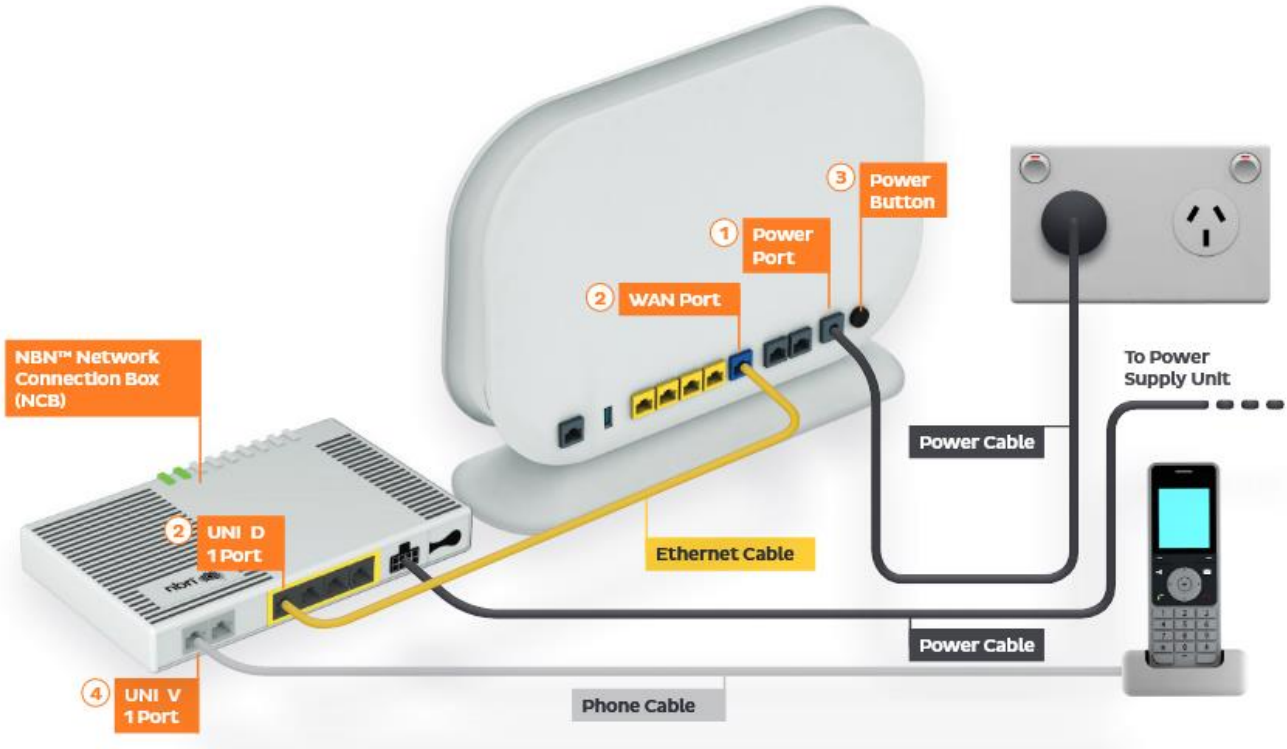 3
Power
Button
1
Power
Port
2
WAN Port
NBN™ Network
Connection Box
(NCB)
To Power
Supply Unit
Power Cable
2
UNI D
1 Port
Ethernet Cable
nbn
Power Cable
4
UNI V
1 Port
Phone Cable